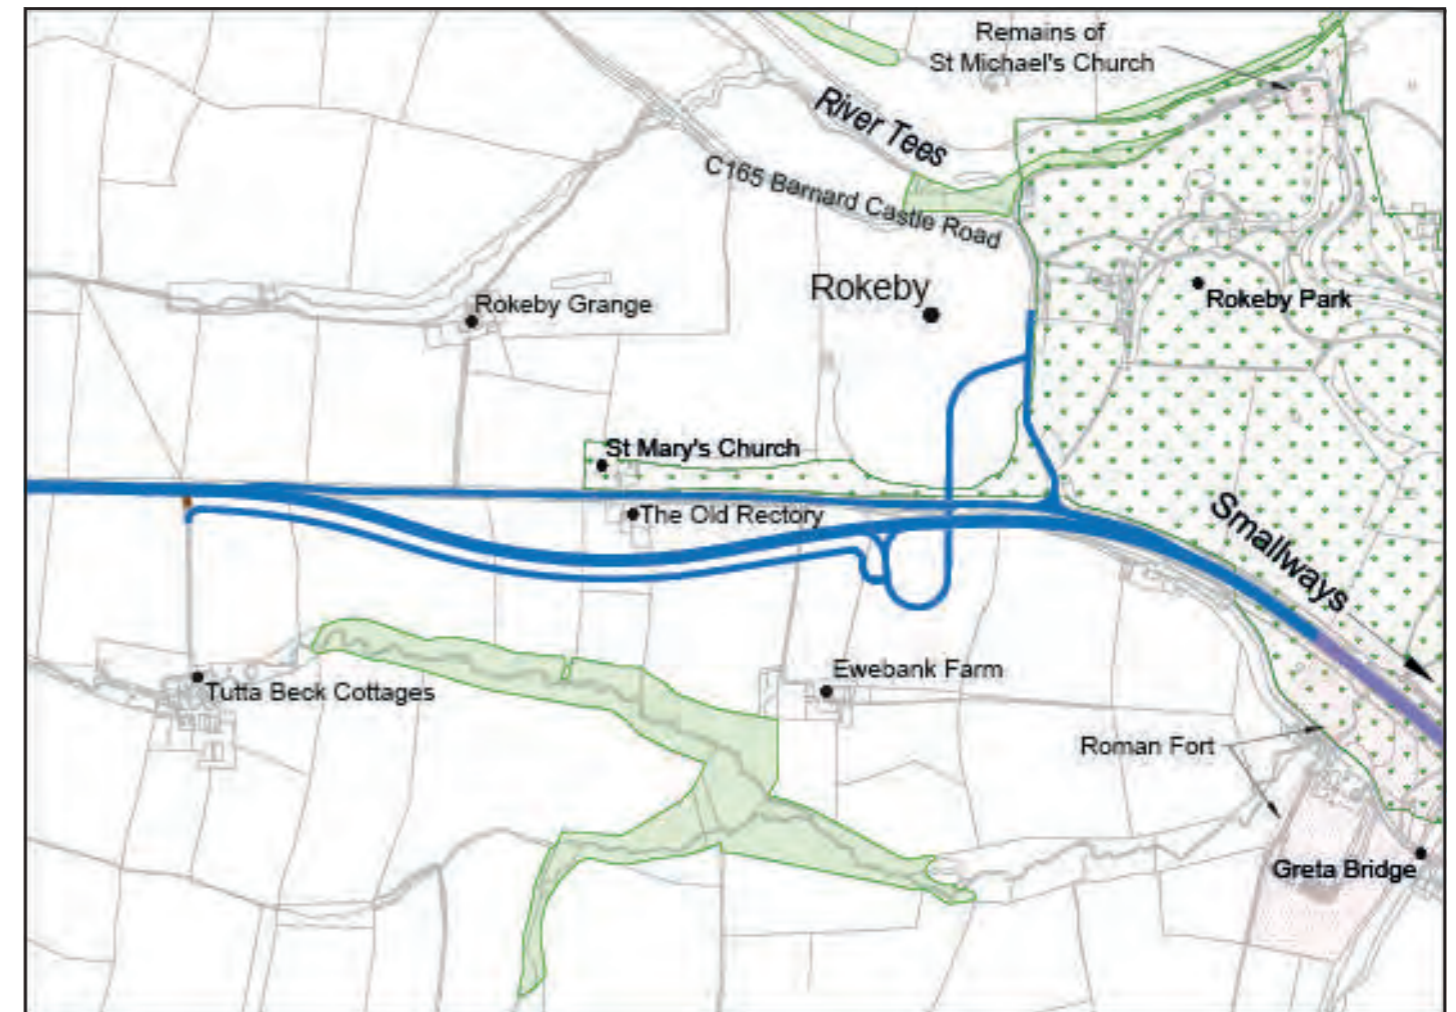 Remains of
St Michael's Church
River Tees
C165 Barnard Castle Road
Rokeby
Rokeby Park
Rokeby Grange
St Mary's Church
The Old Rectory
Smallways
Ewebank Farm
Tutta Beck Cottages
Roman Fort
Greta Bridge